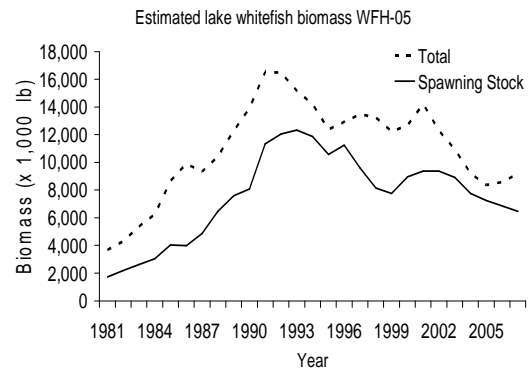 Estimated lake whitefish biomass WFH-05
Total
Spawning Stock
Biomass (x 1,000 lb)
18,000
16,000
14,000
12,000
10,000
8,000
6,000
4,000
2,000
0
1981 1984 1987 1990 1993 1996 1999 2002 2005
Year